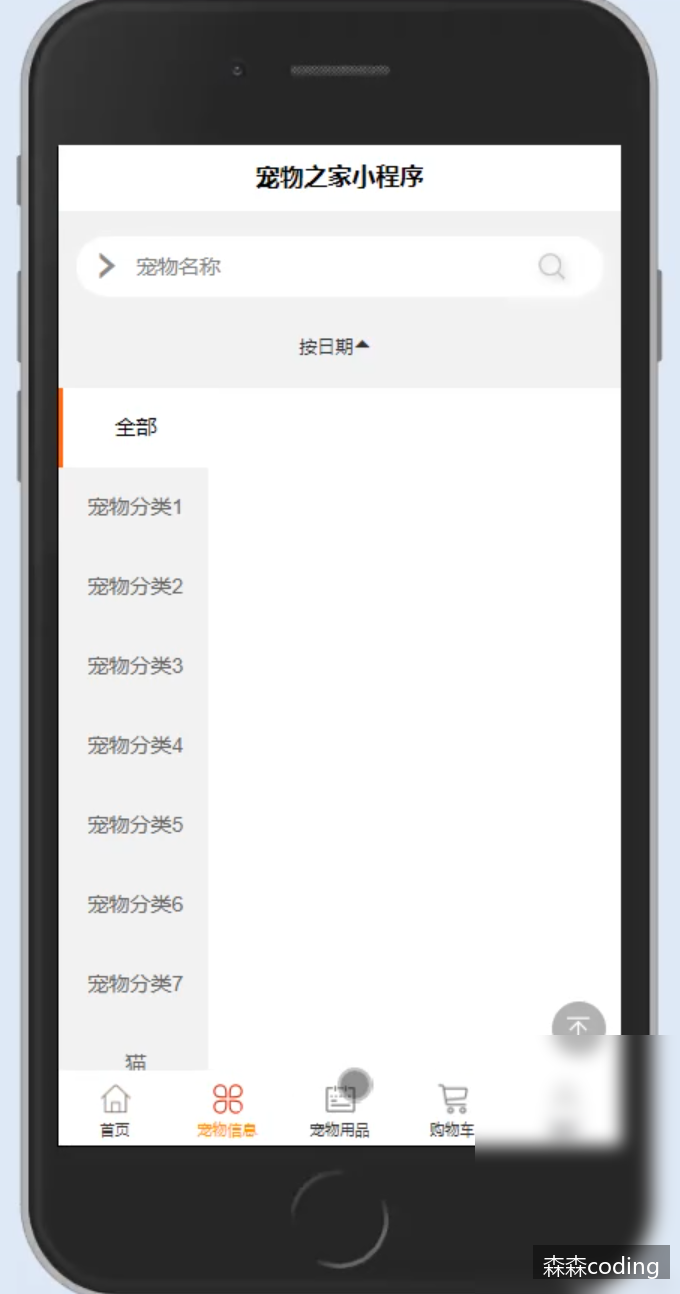 宠物之家小程序
宠物名称
按日期
全部
宠物分类1
宠物分类2
宠物分类3
宠物分类4
宠物分类5
宠物分类6
宠物分类7
猫
首页
宠物信息
宠物用品
购物车
森森coding